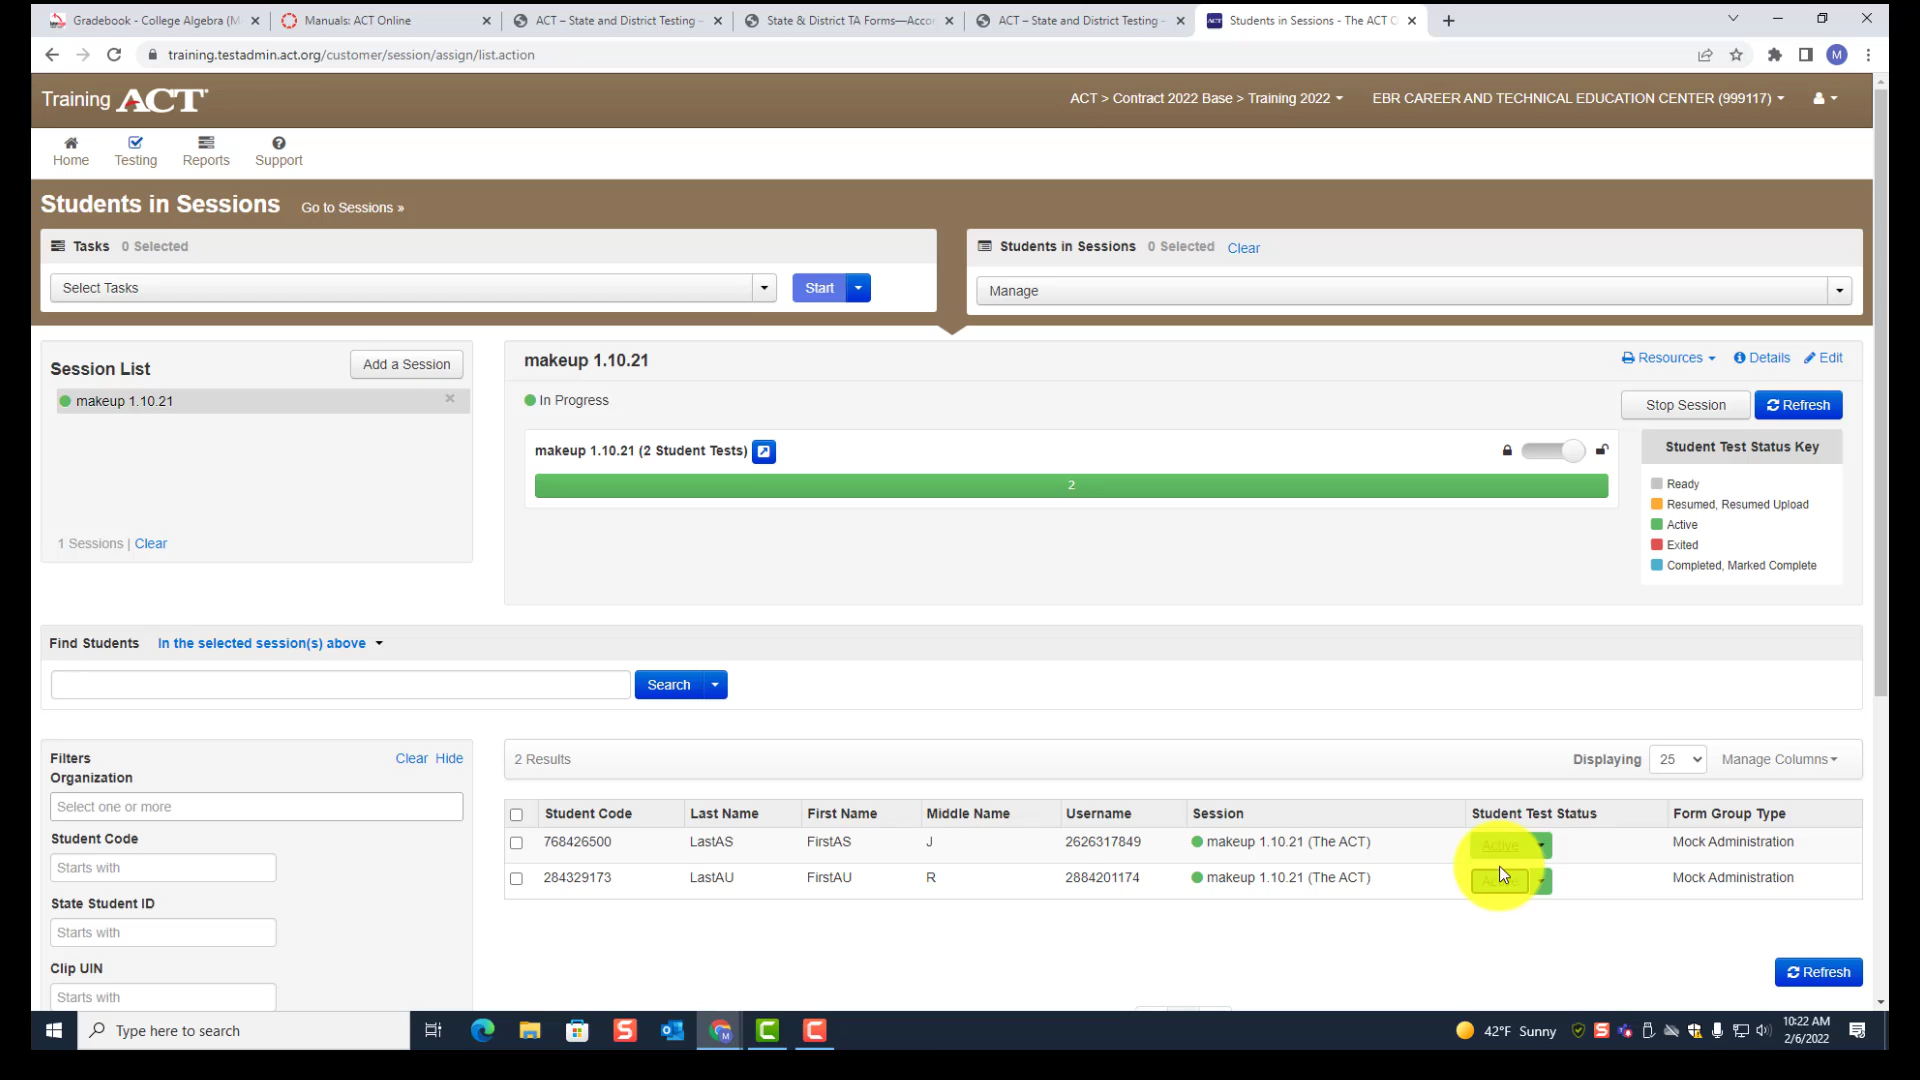 Gradebook - College Algebra (M
Manuals: ACT Online
ACT – State and District Testing -
State & District TA Forms—Accor
ACT – State and District Testing -
Students in Sessions - The ACT C
training.testadmin.act.org/customer/session/assign/list.action
M
Training ACT
ACT > Contract 2022 Base > Training 2022
EBR CAREER AND TECHNICAL EDUCATION CENTER (999117)
Home
Testing
Reports
Support
Students in Sessions
Go to Sessions »
Tasks 0 Selected
Students in Sessions 0 Selected Clear
Select Tasks
Start
Manage
Session List
Add a Session
makeup 1.10.21
Resources
Details
Edit
makeup 1.10.21
In Progress
Stop Session
Refresh
makeup 1.10.21 (2 Student Tests)
2
Student Test Status Key
Ready
Resumed, Resumed Upload
Active
Exited
Completed, Marked Complete
1 Sessions | Clear
Find Students In the selected session(s) above
Search
Filters
Clear Hide
Organization
Select one or more
Student Code
Starts with
State Student ID
Starts with
Clip UIN
Starts with
2 Results
Displaying 25
Manage Columns
Student Code Last Name First Name Middle Name Username Session Student Test Status Form Group Type
768426500 LastAS FirstAS J 2626317849 makeup 1.10.21 (The ACT) Active Mock Administration
284329173 LastAU FirstAU R 2884201174 makeup 1.10.21 (The ACT) Active Mock Administration
Refresh
Type here to search
42°F Sunny
10:22 AM
2/6/2022